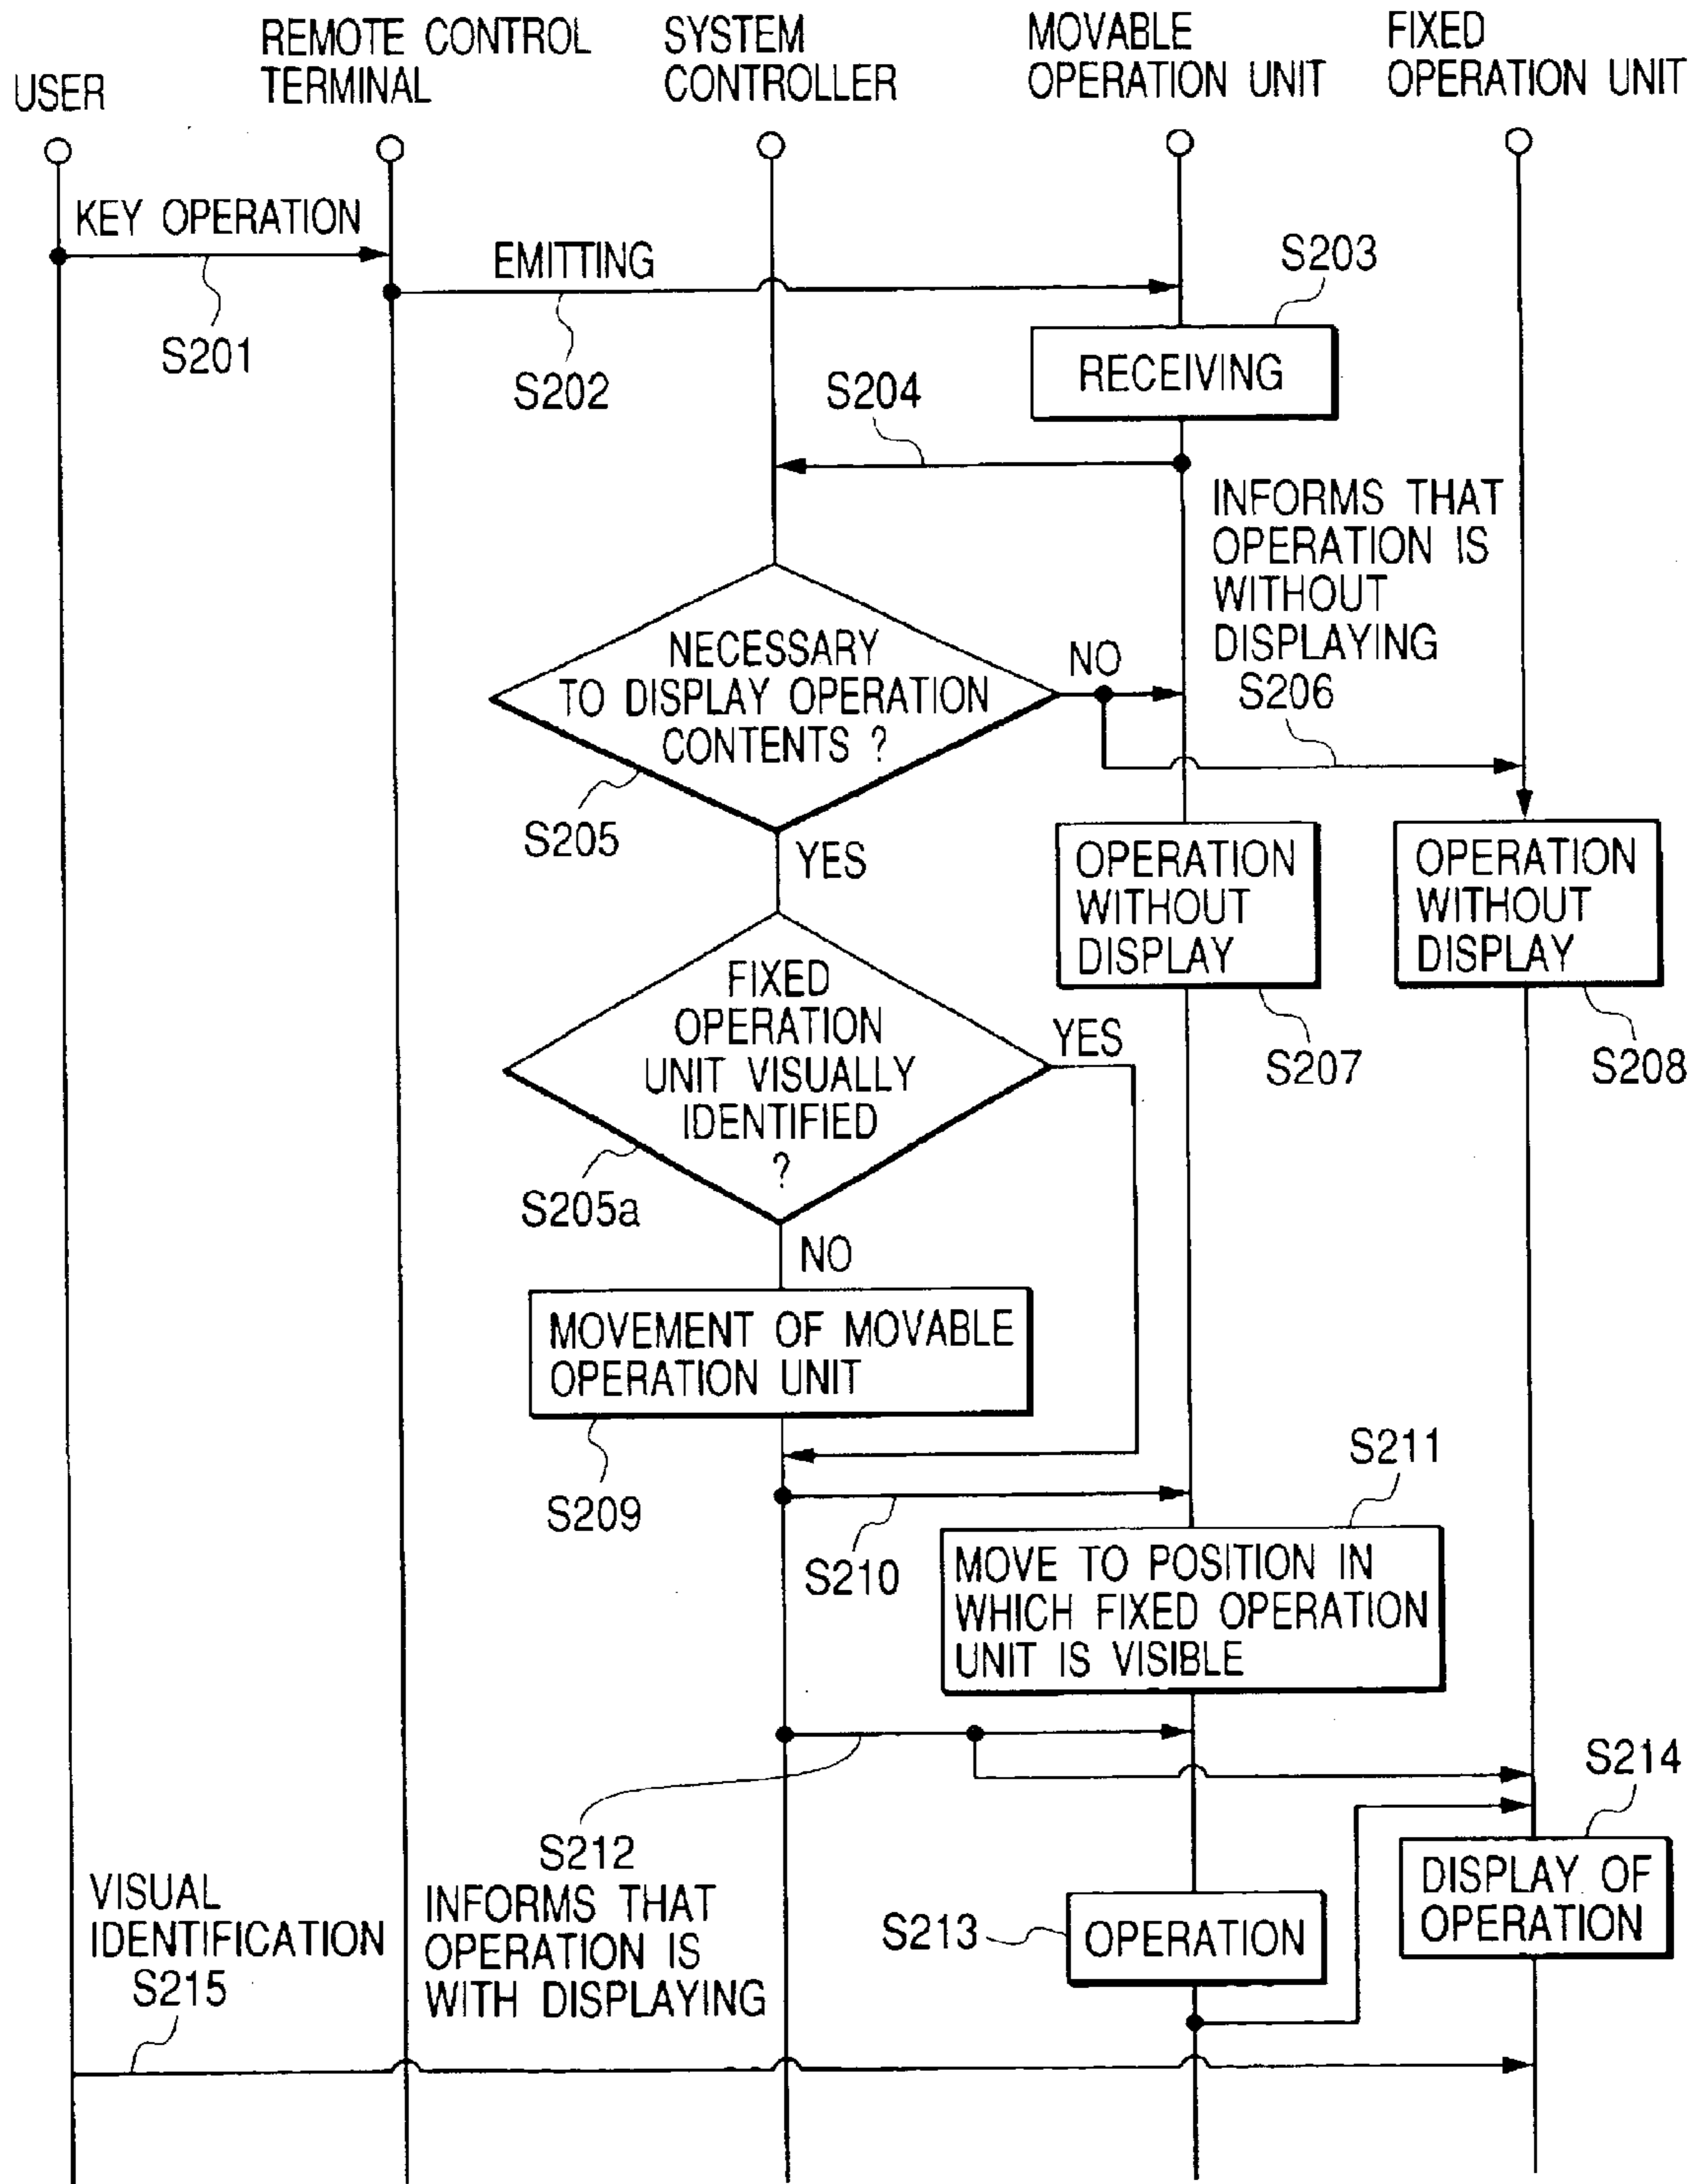 USER
REMOTE CONTROL
TERMINAL
SYSTEM
CONTROLLER
MOVABLE
OPERATION UNIT
FIXED
OPERATION UNIT
KEY OPERATION
S201
EMITTING
S202
S203
RECEIVING
S204
INFORMS THAT
OPERATION IS
WITHOUT
DISPLAYING
S206
NECESSARY
TO DISPLAY OPERATION
CONTENTS ?
NO
S205
YES
OPERATION
WITHOUT
DISPLAY
S207
OPERATION
WITHOUT
DISPLAY
S208
FIXED
OPERATION
UNIT VISUALLY
IDENTIFIED
?
YES
S205a
NO
MOVEMENT OF MOVABLE
OPERATION UNIT
S209
S210
S211
MOVE TO POSITION IN
WHICH FIXED OPERATION
UNIT IS VISIBLE
S212
INFORMS THAT
OPERATION IS
WITH DISPLAYING
S213
OPERATION
S214
DISPLAY OF
OPERATION
VISUAL
IDENTIFICATION
S215